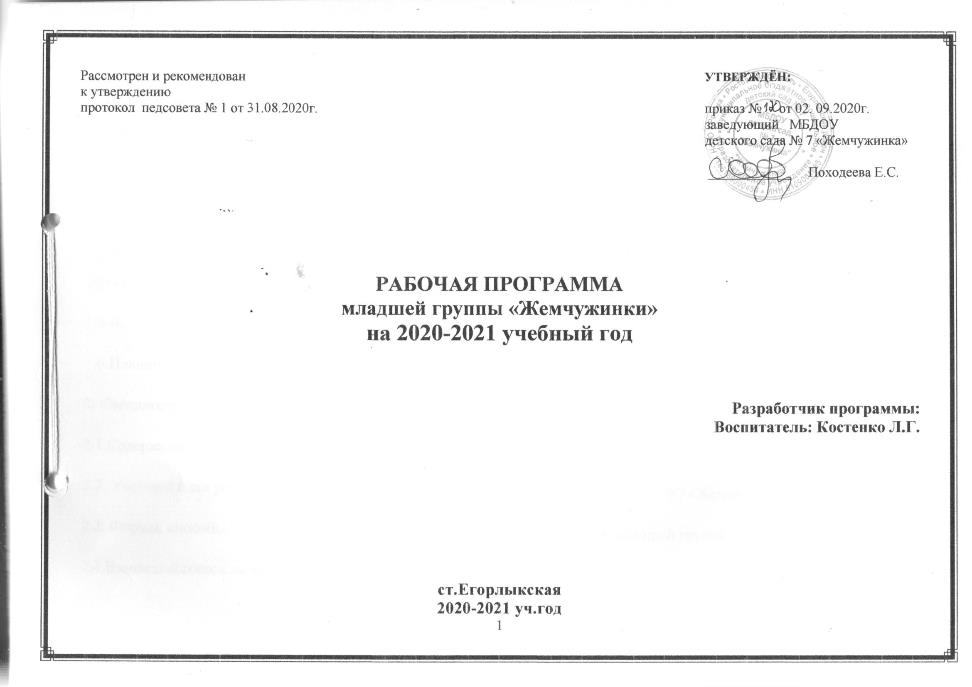 Рассмотрен и рекомендован
к утверждению
протокол педсовета № 1 от 31.08.2020г.
УТВЕРЖДЁН:
приказ № от 02. 09.2020г.
заведующий МБДОУ
детского сада № 7 «Жемчужинка»
Походеева Е.С.
РАБОЧАЯ ПРОГРАММА
младшей группы «Жемчужинки»
на 2020-2021 учебный год
Разработчик программы:
Воспитатель: Костенко Л.Г.
ст.Егорлыкская
2020-2021 уч.год
1